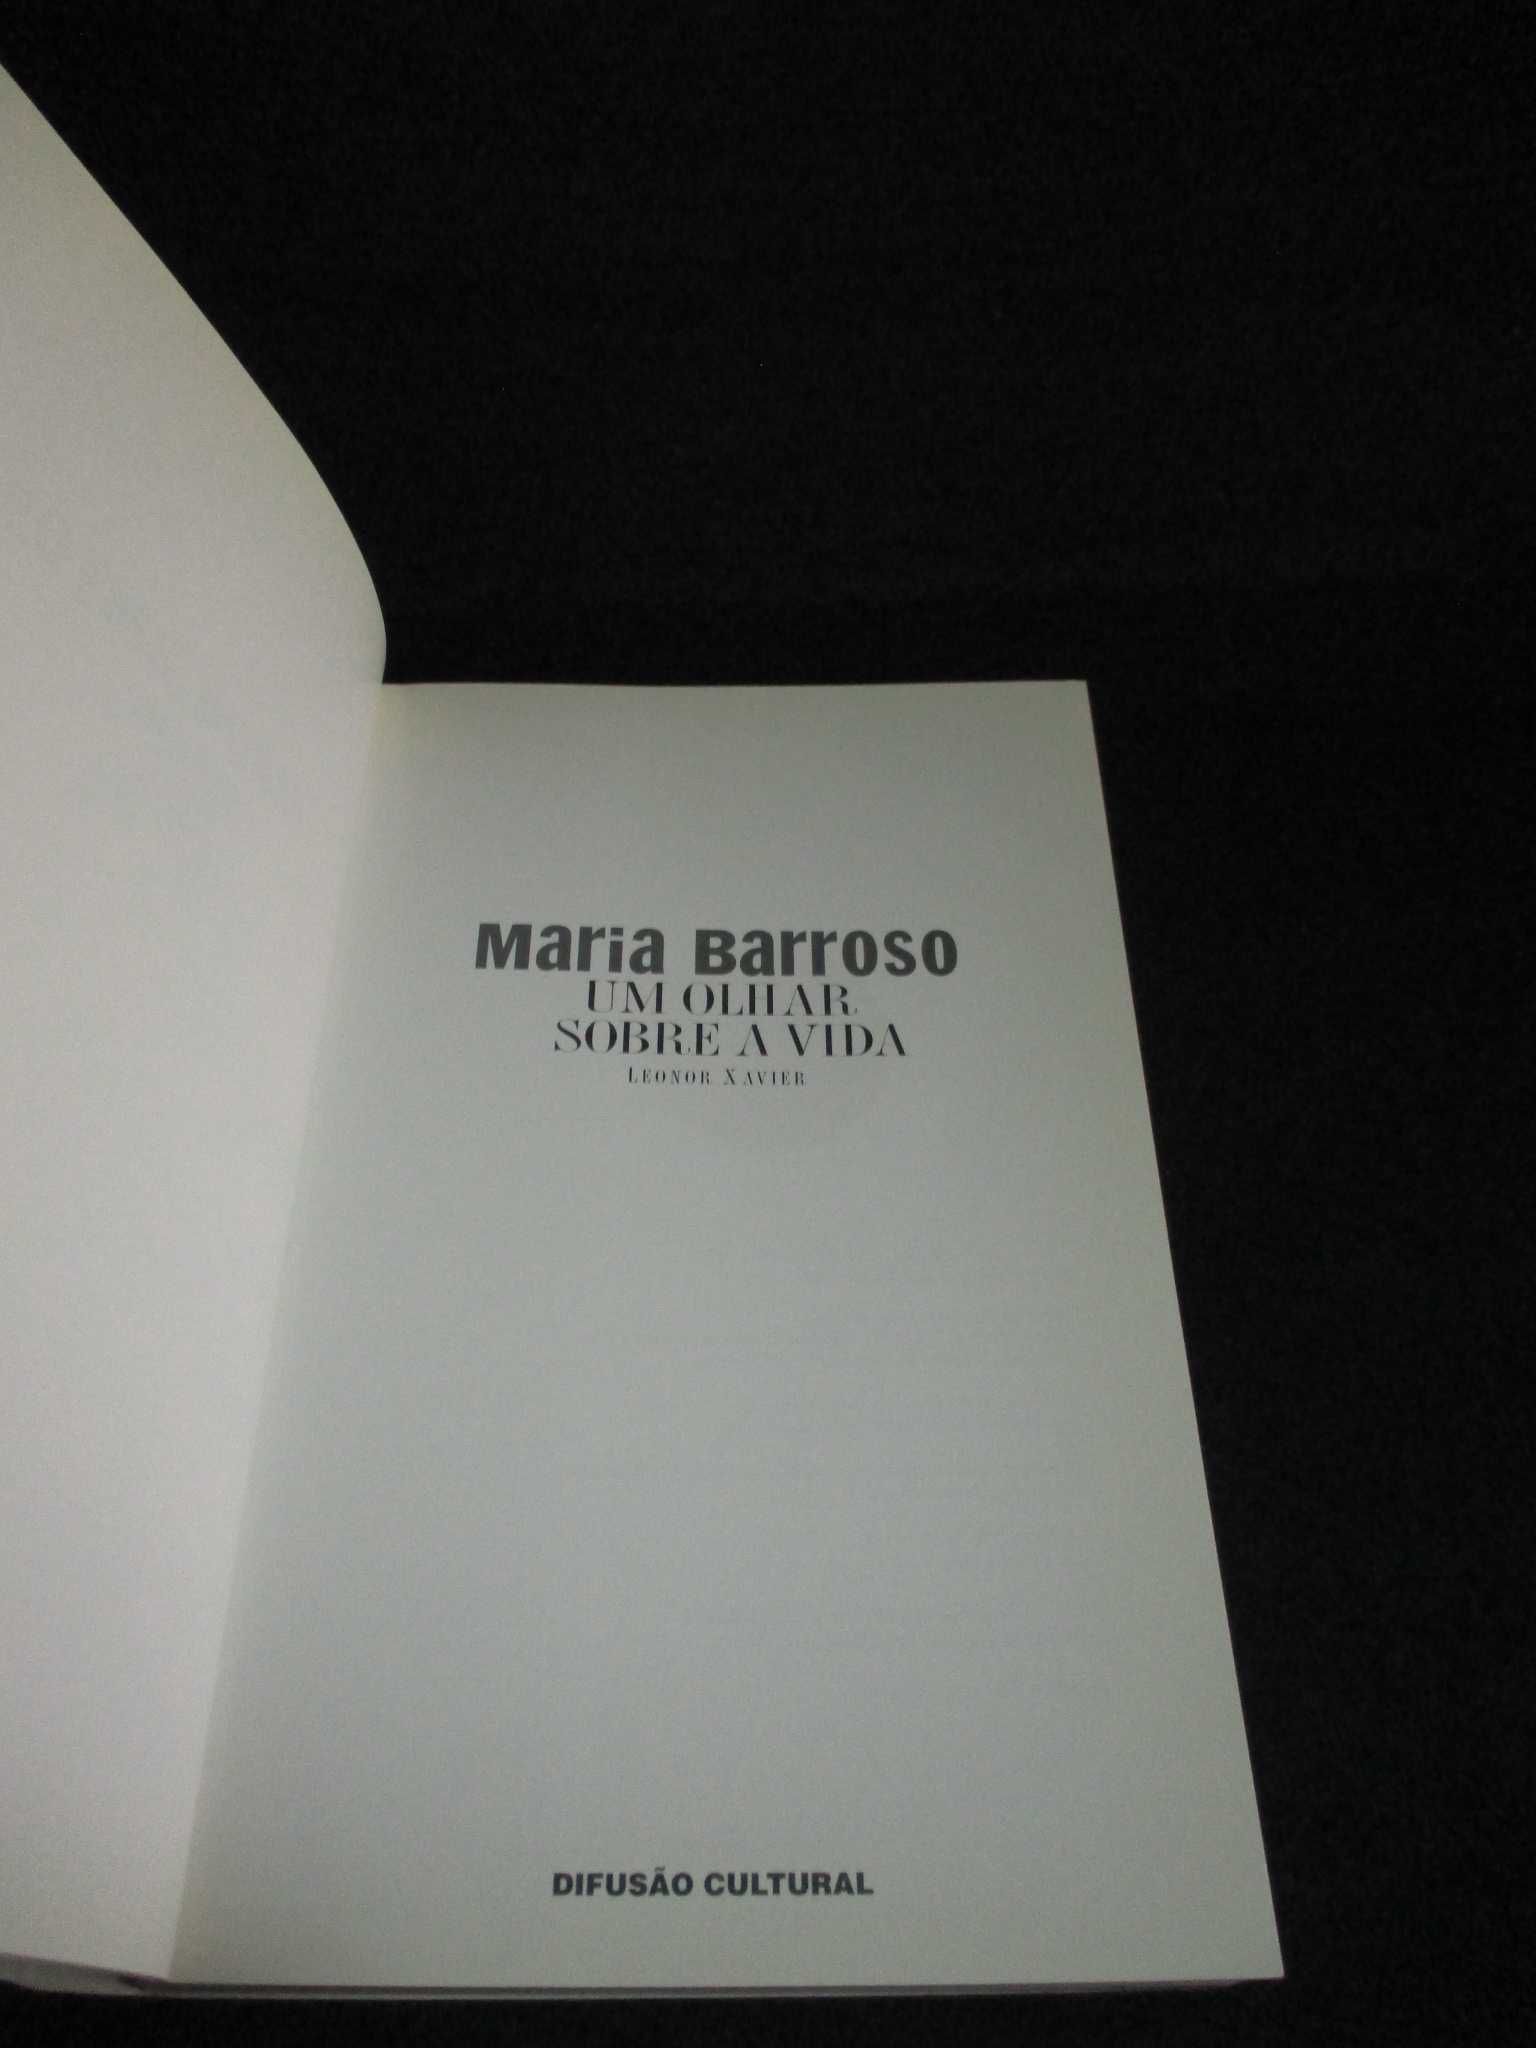 Maria Barroso
UM OLHAR
SOBRE A VIDA
LEONOR XAVIER
DIFUSÃO CULTURAL